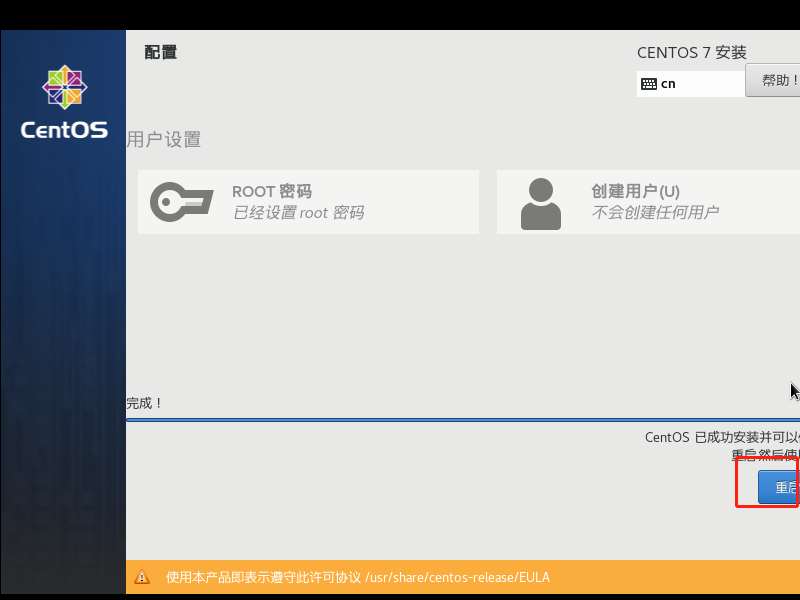 配置
CENTOS 7 安装
cn
帮助！
CentOS
用户设置
ROOT 密码
已经设置 root 密码
创建用户(U)
不会创建任何用户
完成！
CentOS 已成功安装并可以
重启然后使
重启
使用本产品即表示遵守此许可协议 /usr/share/centos-release/EULA